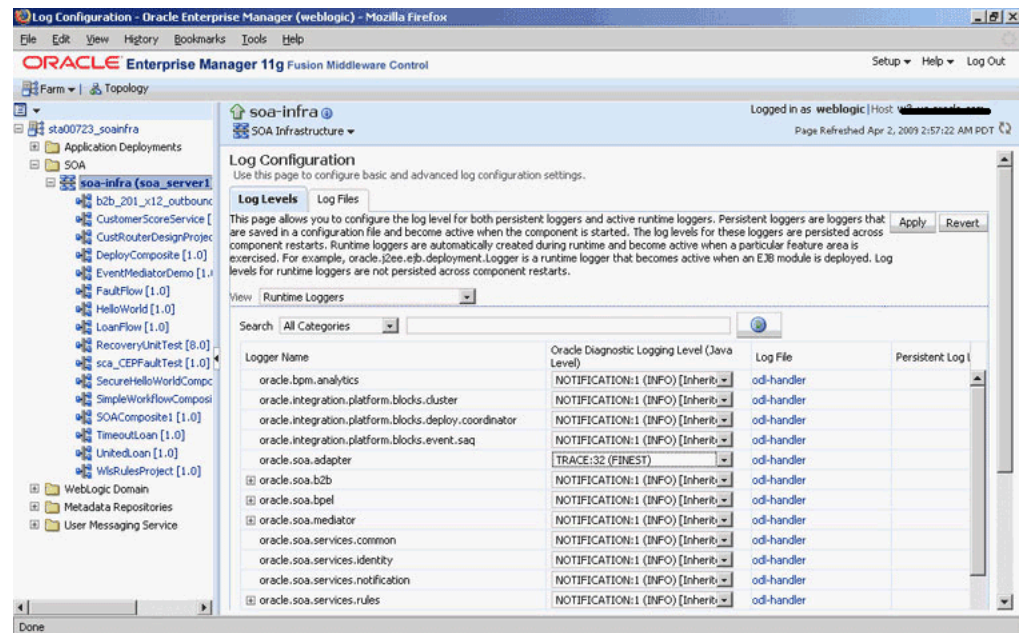 Log Configuration - Oracle Enterprise Manager (weblogic) - Mozilla Firefox
File Edit View History Bookmarks Tools Help
ORACLE Enterprise Manager 11g Fusion Middleware Control
Setup Help Log Out
Farm Topology
sta00723_soainfra
Application Deployments
SOA
soa-infra (soa_server1
b2b_201_x12_outbound
CustomerScoreService [
CustRouterDesignProjec
DeployComposite [1.0]
EventMediatorDemo [1.
FaultFlow [1.0]
HelloWorld [1.0]
LoanFlow [1.0]
RecoveryUnitTest [8.0]
sca_CEPFaultTest [1.0]
SecureHelloWorldCompc
SimpleWorkflowComposi
SOAComposite1 [1.0]
TimeoutLoan [1.0]
UnitedLoan [1.0]
WlsRulesProject [1.0]
WebLogic Domain
Metadata Repositories
User Messaging Service
soa-infra
SOA Infrastructure
Logged in as weblogic | Host
Page Refreshed Apr 2, 2009 2:57:22 AM PDT
Log Configuration
Use this page to configure basic and advanced log configuration settings.
Log Levels Log Files
This page allows you to configure the log level for both persistent loggers and active runtime loggers. Persistent loggers are loggers that
are saved in a configuration file and become active when the component is started. The log levels for these loggers are persisted across
component restarts. Runtime loggers are automatically created during runtime and become active when a particular feature area is
exercised. For example, oracle.j2ee.ejb.deployment.Logger is a runtime logger that becomes active when an EJB module is deployed. Log
levels for runtime loggers are not persisted across component restarts.
Apply Revert
View Runtime Loggers
Search All Categories
Logger Name Oracle Diagnostic Logging Level (Java Level) Log File Persistent Log L
oracle.bpm.analytics NOTIFICATION:1 (INFO) [Inherit odl-handler
oracle.integration.platform.blocks.cluster NOTIFICATION:1 (INFO) [Inherit odl-handler
oracle.integration.platform.blocks.deploy.coordinator NOTIFICATION:1 (INFO) [Inherit odl-handler
oracle.integration.platform.blocks.event.saq NOTIFICATION:1 (INFO) [Inherit odl-handler
oracle.soa.adapter TRACE:32 (FINEST) odl-handler
oracle.soa.b2b NOTIFICATION:1 (INFO) [Inherit odl-handler
oracle.soa.bpel NOTIFICATION:1 (INFO) [Inherit odl-handler
oracle.soa.mediator NOTIFICATION:1 (INFO) [Inherit odl-handler
oracle.soa.services.common NOTIFICATION:1 (INFO) [Inherit odl-handler
oracle.soa.services.identity NOTIFICATION:1 (INFO) [Inherit odl-handler
oracle.soa.services.notification NOTIFICATION:1 (INFO) [Inherit odl-handler
oracle.soa.services.rules NOTIFICATION:1 (INFO) [Inherit odl-handler
Done